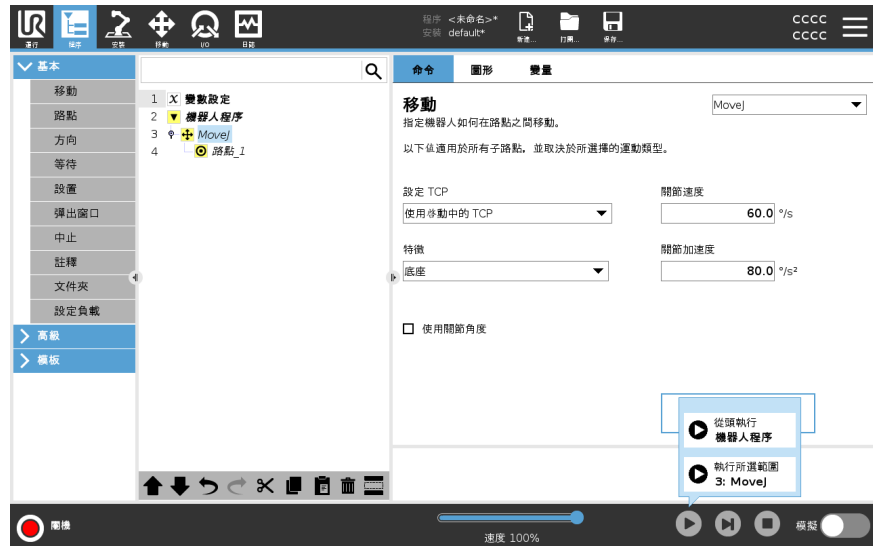 UR
運行
程序
安裝
移動
I/O
日誌
程序 <未命名>*
安裝 default*
新建...
打開...
保存...
CCCC
CCCC
基本
移動
路點
方向
等待
設置
彈出窗口
中止
註釋
文件夾
設定負載
高級
模板
1 X 變數設定
2 機器人程序
3 MoveJ
4 路點_1
命令 圖形 變量
移動
MoveJ
指定機器人如何在路點之間移動。
以下值適用於所有子路點，並取決於所選擇的運動類型。
設定 TCP
關節速度
60.0 °/s
特徵
關節加速度
底座
80.0 °/s²
使用關節角度
從頭執行
機器人程序
執行所選範圍
3: MoveJ
關機
速度 100%
模擬